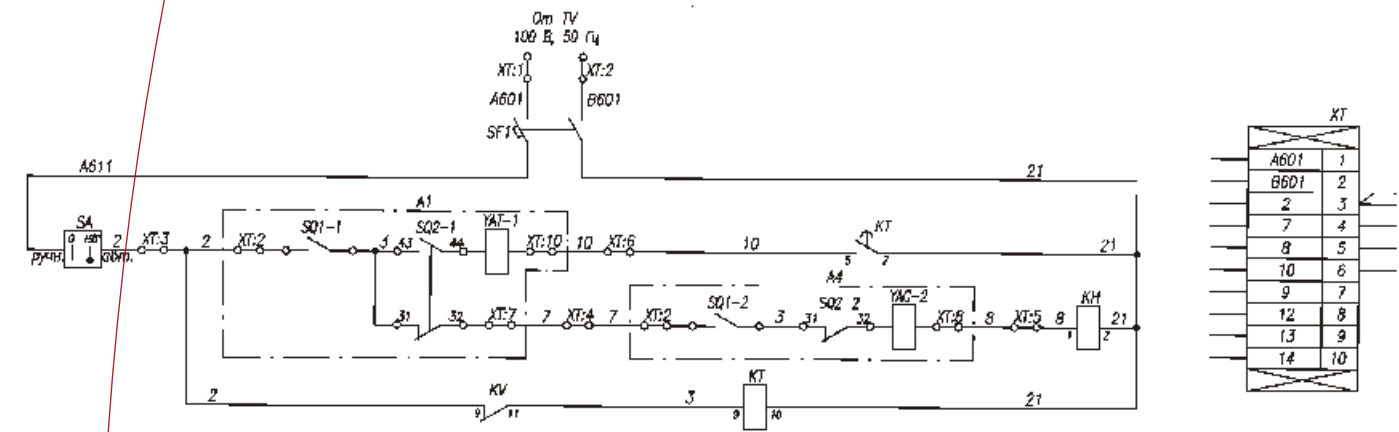 От TV
100 В, 50 Гц
XT:1 XT:2
A601 B601
SF1
A611 21
A1
SA SQ1-1 SQ2-1 YAT-1 KT
ручн. авт. 2 XT:3 2 XT:2 3 43 44 XT:10 10 XT:6 10 5 2 21
A4
SQ1-2 SQ2 2 YAC-2 KH
31 32 XT:7 7 XT:4 7 XT:2 3 31 32 XT:8 8 XT:5 8 1 2 21
KV KT
2 9 11 3 9 10 21
XT
A601 1
B601 2
2 3
7 4
8 5
10 6
9 7
12 8
13 9
14 10